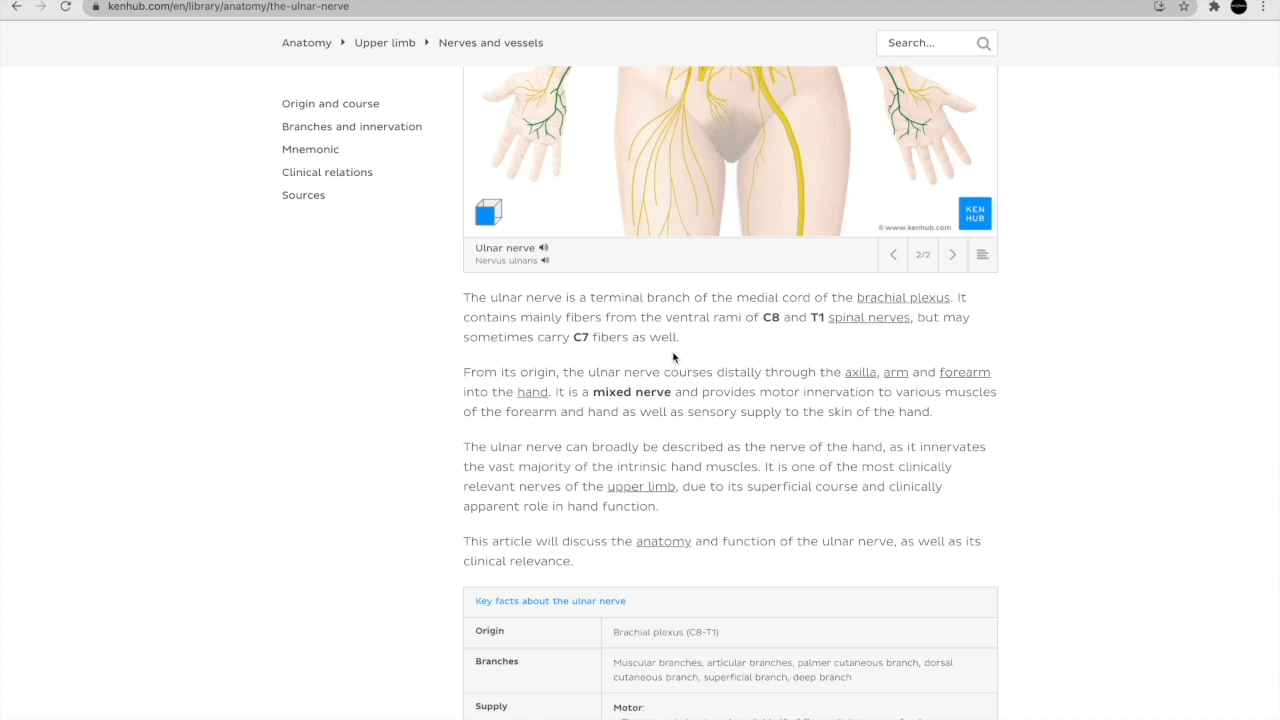 kenhub.com/en/library/anatomy/the-ulnar-nerve
Anatomy Upper limb Nerves and vessels
Search...
Origin and course
Branches and innervation
Mnemonic
Clinical relations
Sources
KEN
HUB
© www.kenhub.com
Ulnar nerve
Nervus ulnaris
2/2
The ulnar nerve is a terminal branch of the medial cord of the brachial plexus. It
contains mainly fibers from the ventral rami of C8 and T1 spinal nerves, but may
sometimes carry C7 fibers as well.
From its origin, the ulnar nerve courses distally through the axilla, arm and forearm
into the hand. It is a mixed nerve and provides motor innervation to various muscles
of the forearm and hand as well as sensory supply to the skin of the hand.
The ulnar nerve can broadly be described as the nerve of the hand, as it innervates
the vast majority of the intrinsic hand muscles. It is one of the most clinically
relevant nerves of the upper limb, due to its superficial course and clinically
apparent role in hand function.
This article will discuss the anatomy and function of the ulnar nerve, as well as its
clinical relevance.
Key facts about the ulnar nerve
Origin
Brachial plexus (C8-T1)
Branches
Muscular branches, articular branches, palmer cutaneous branch, dorsal
cutaneous branch, superficial branch, deep branch
Supply
Motor: